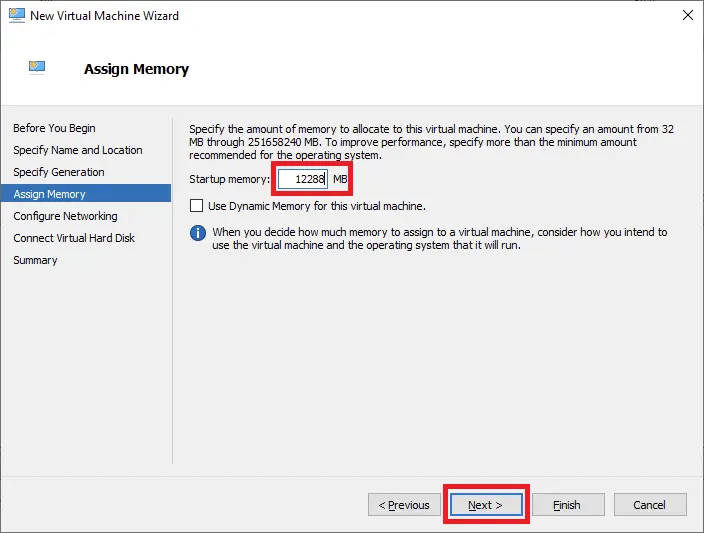 New Virtual Machine Wizard
Assign Memory
Before You Begin
Specify Name and Location
Specify Generation
Assign Memory
Configure Networking
Connect Virtual Hard Disk
Summary
Specify the amount of memory to allocate to this virtual machine. You can specify an amount from 32
MB through 251658240 MB. To improve performance, specify more than the minimum amount
recommended for the operating system.
Startup memory: 12288 MB
Use Dynamic Memory for this virtual machine.
When you decide how much memory to assign to a virtual machine, consider how you intend to
use the virtual machine and the operating system that it will run.
< Previous Next > Finish Cancel